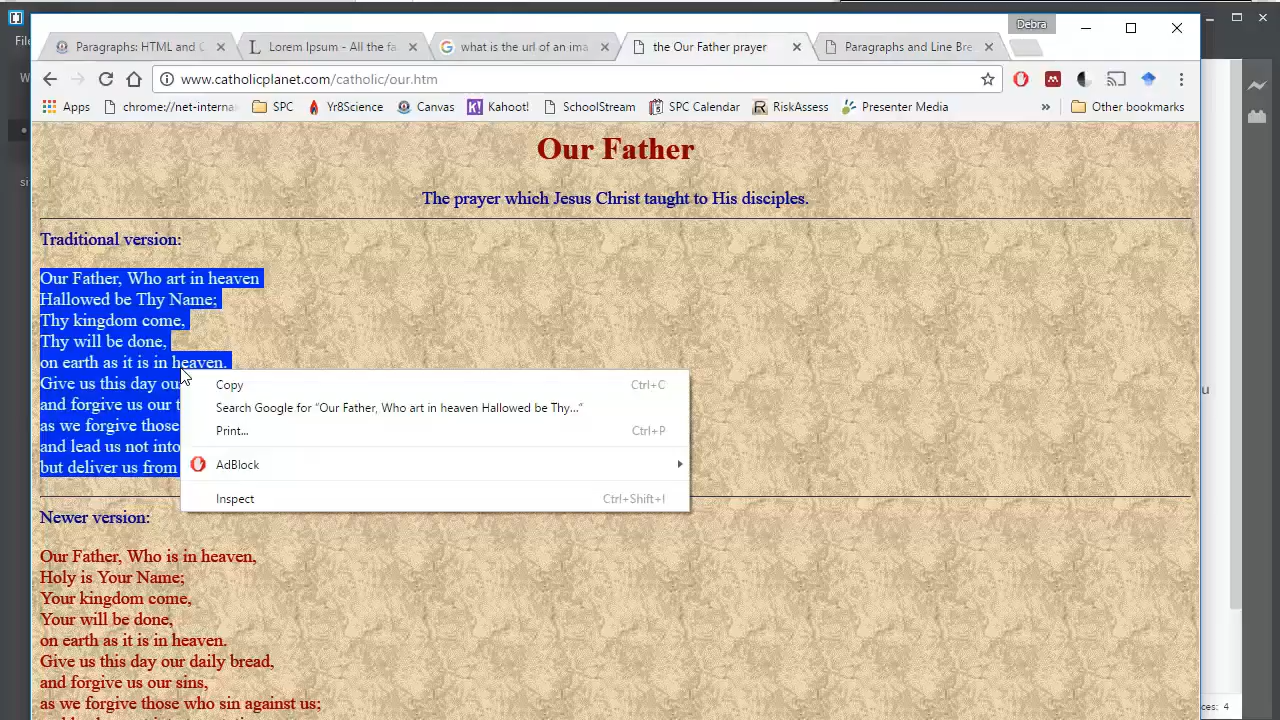 Debra
Fil
Paragraphs: HTML and C
Lorem Ipsum - All the fa
what is the url of an im
the Our Father prayer
Paragraphs and Line Bre
www.catholicplanet.com/catholic/our.htm
W
Apps
chrome://net-interna
SPC
Yr8Science
Canvas
Kahoot!
SchoolStream
SPC Calendar
RiskAssess
Presenter Media
»
Other bookmarks
Our Father
The prayer which Jesus Christ taught to His disciples.
Traditional version:
Our Father, Who art in heaven
Hallowed be Thy Name;
Thy kingdom come,
Thy will be done,
on earth as it is in heaven.
Give us this day ou
and forgive us our t
as we forgive those
and lead us not into
but deliver us from
Copy Ctrl+C
Search Google for “Our Father, Who art in heaven Hallowed be Thy...”
Print... Ctrl+P
AdBlock
Inspect Ctrl+Shift+I
Newer version:
Our Father, Who is in heaven,
Holy is Your Name;
Your kingdom come,
Your will be done,
on earth as it is in heaven.
Give us this day our daily bread,
and forgive us our sins,
as we forgive those who sin against us;
si
u
ces: 4